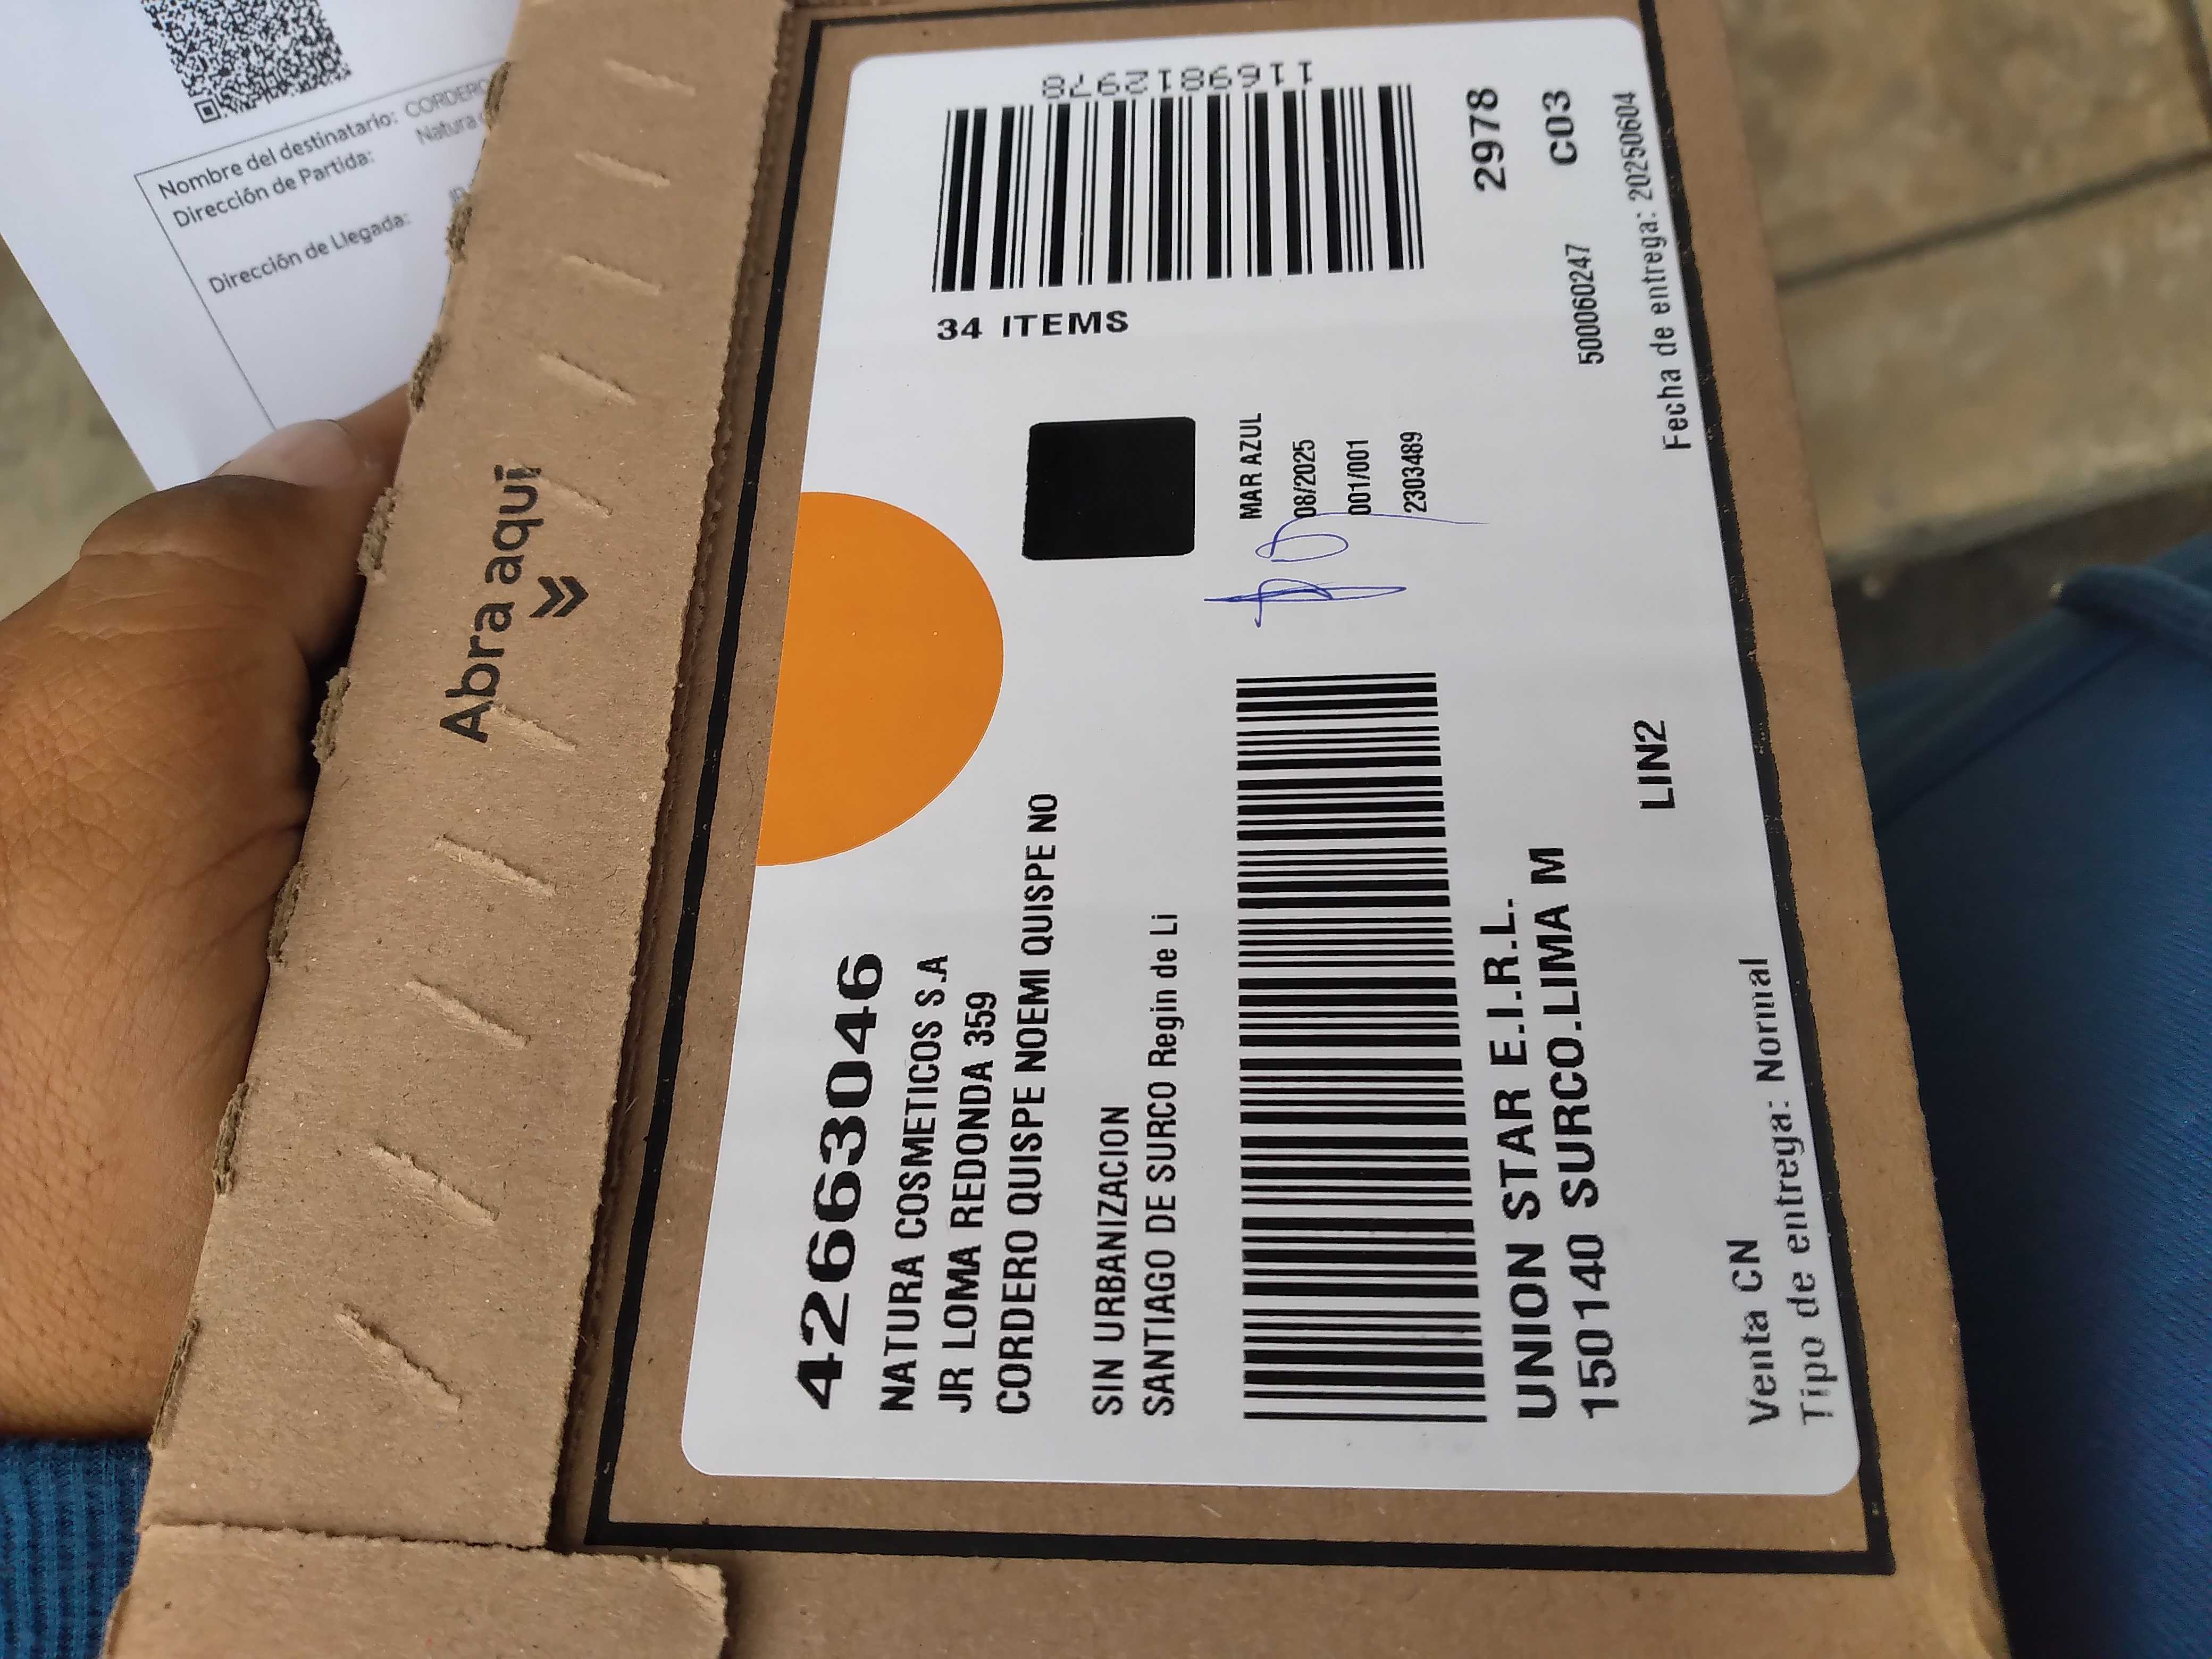 Nombre del destinatario: CORDERO
Dirección de Partida: Natura
Dirección de Llegada:
Abra aquí
42663046
NATURA COSMETICOS S.A
JR LOMA REDONDA 359
CORDERO QUISPE NOEMI QUISPE NO
SIN URBANIZACION
SANTIAGO DE SURCO Regin de Li
UNION STAR E.I.R.L.
150140 SURCO.LIMA M
LIN2
Venta CN
Tipo de entrega: Normal
1169812978
34 ITEMS
MAR AZUL
08/2025
001/001
2303489
2978
C03
500060247
Fecha de entrega: 20250604